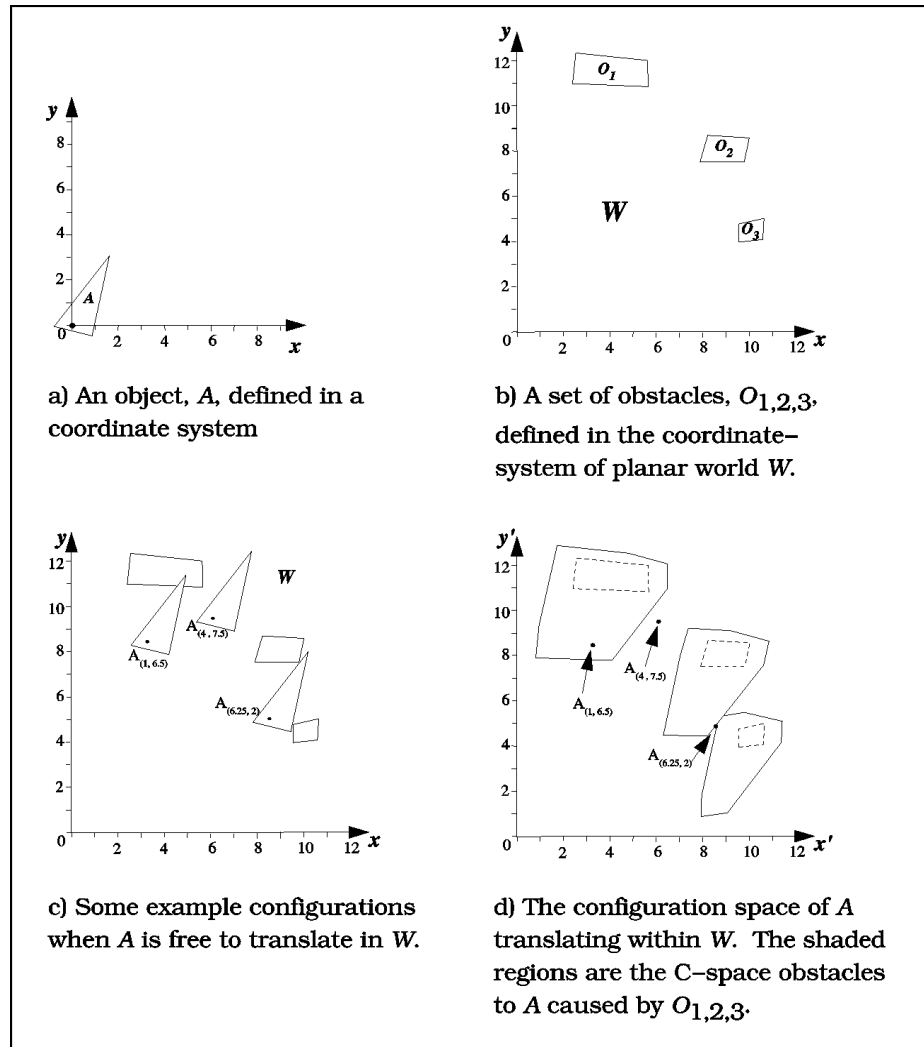 y
8
6
4
2
0
A
2 4 6 8
x
a) An object, A, defined in a
coordinate system
y
12
10
8
6
4
2
0
O1
O2
W
O3
2 4 6 8 10 12
x
b) A set of obstacles, O1,2,3,
defined in the coordinate–
system of planar world W.
y
12
10
8
6
4
2
0
W
A(4 , 7.5)
A(1, 6.5)
A(6.25, 2)
2 4 6 8 10 12
x
c) Some example configurations
when A is free to translate in W.
y'
12
10
8
6
4
2
0
A(4 , 7.5)
A(1, 6.5)
A(6.25, 2)
2 4 6 8 10 12
x'
d) The configuration space of A
translating within W. The shaded
regions are the C–space obstacles
to A caused by O1,2,3.